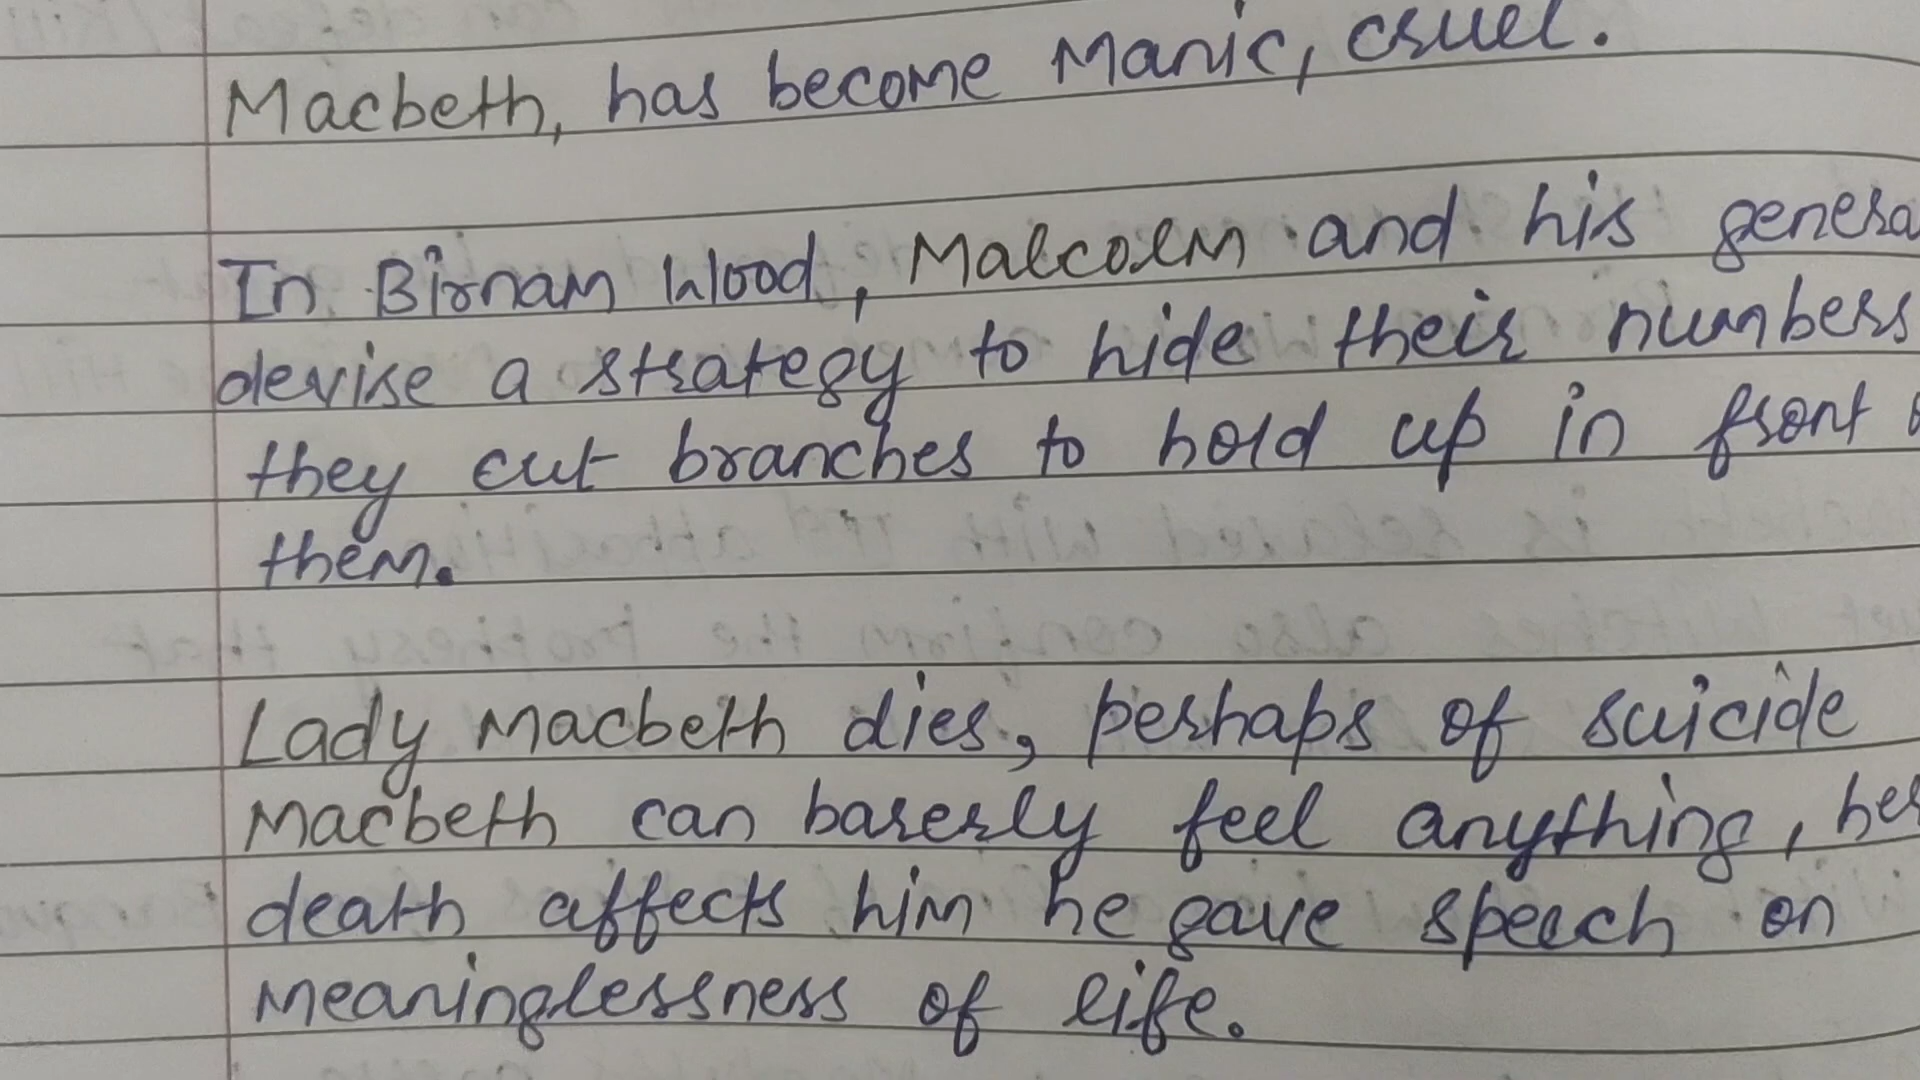 Macbeth, has become Manic, cruel.
In Birnam Wood, Malcolm and his genera
devise a strategy to hide their numbers
they cut branches to hold up in front
them.
Lady Macbeth dies, perhaps of suicide
Macbeth can barerly feel anything, her
death affects him he gave speech on
meaninglessness of life.